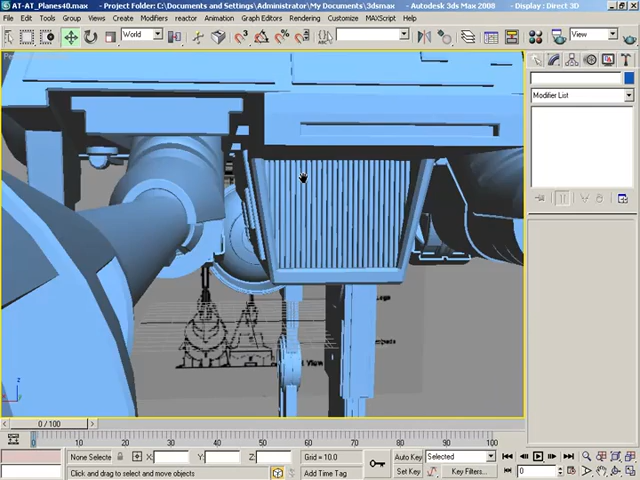 AT-AT_Planes40.max - Project Folder: C:\Documents and Settings\Administrator\My Documents\3dsmax - Autodesk 3ds Max 2008 - Display : Direct 3D
File Edit Tools Group Views Create Modifiers reactor Animation Graph Editors Rendering Customize MAXScript Help
World
View
Modifier List
View
z
0 / 100
0 10 20 30 40 50 60 70 80 90 100
None Selecte X: Y: Z: Grid = 10.0 Auto Key Selected
Click and drag to select and move objects Add Time Tag Set Key Key Filters... 0